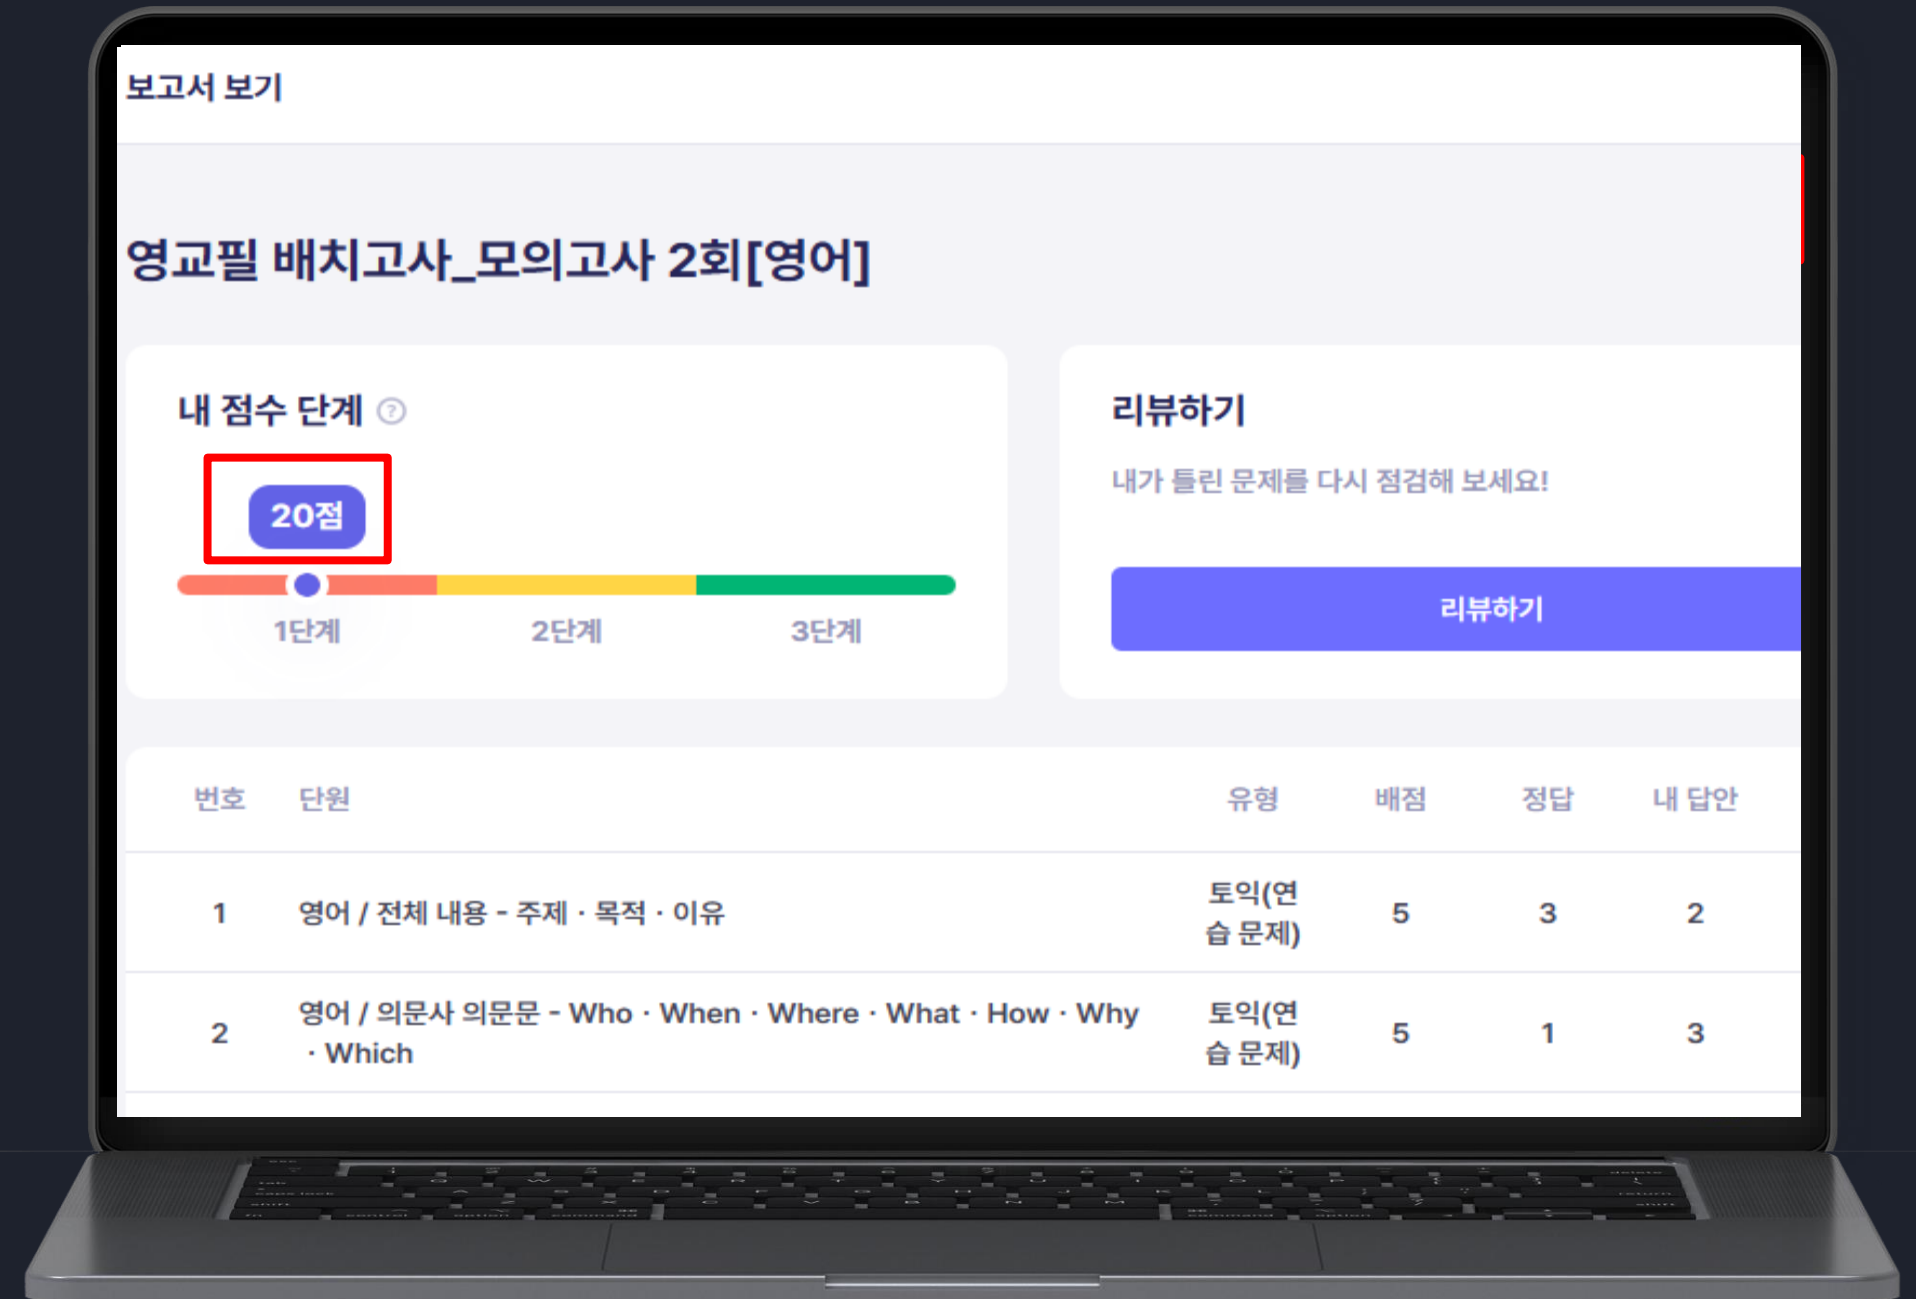 보고서 보기
영교필 배치고사_모의고사 2회[영어]
내 점수 단계 ?
20점
1단계 2단계 3단계
리뷰하기
내가 틀린 문제를 다시 점검해 보세요!
리뷰하기
번호 단원 유형 배점 정답 내 답안
1 영어 / 전체 내용 - 주제 · 목적 · 이유 토익(연 5 3 2
습 문제)
2 영어 / 의문사 의문문 - Who · When · Where · What · How · Why 토익(연 5 1 3
· Which 습 문제)